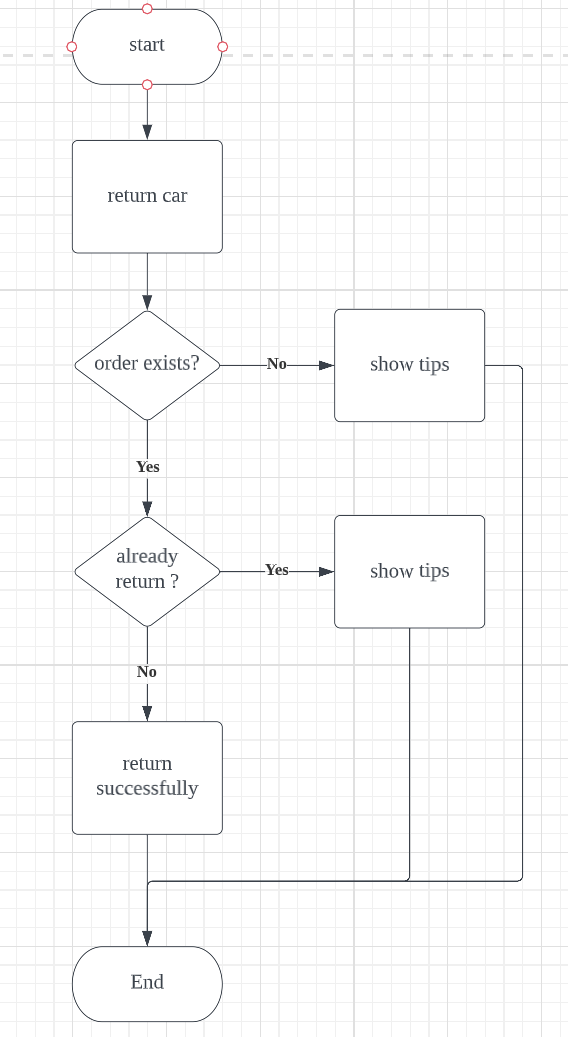 start
return car
order exists?
No
show tips
Yes
already
return ?
Yes
show tips
No
return
successfully
End